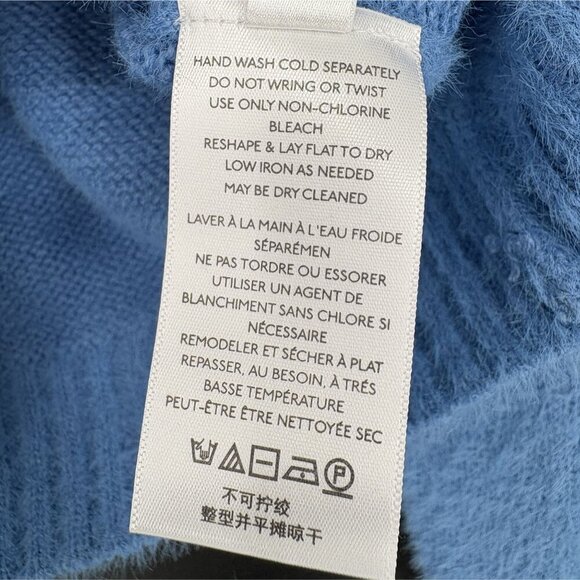 HAND WASH COLD SEPARATELY
DO NOT WRING OR TWIST
USE ONLY NON-CHLORINE
BLEACH
RESHAPE & LAY FLAT TO DRY
LOW IRON AS NEEDED
MAY BE DRY CLEANED
LAVER À LA MAIN À L'EAU FROIDE
SÉPARÉMEN
NE PAS TORDRE OU ESSORER
UTILISER UN AGENT DE
BLANCHIMENT SANS CHLORE SI
NÉCESSAIRE
REMODELER ET SÉCHER À PLAT
REPASSER, AU BESOIN, À TRÉS
BASSE TEMPÉRATURE
PEUT-ÊTRE ÊTRE NETTOYÉE SEC
P
不可拧绞
整型并平摊晾干